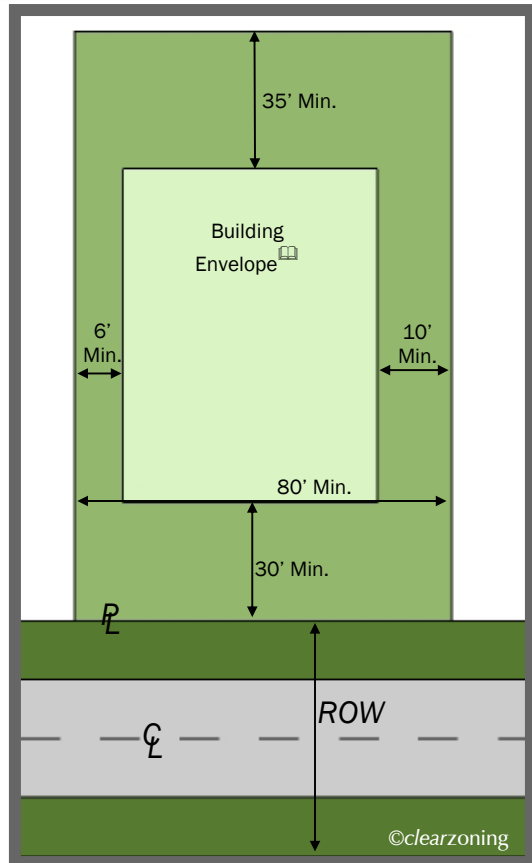 35’ Min.
Building
Envelope
6’
Min.
10’
Min.
80’ Min.
30’ Min.
PL
ROW
CL
©clearzoning